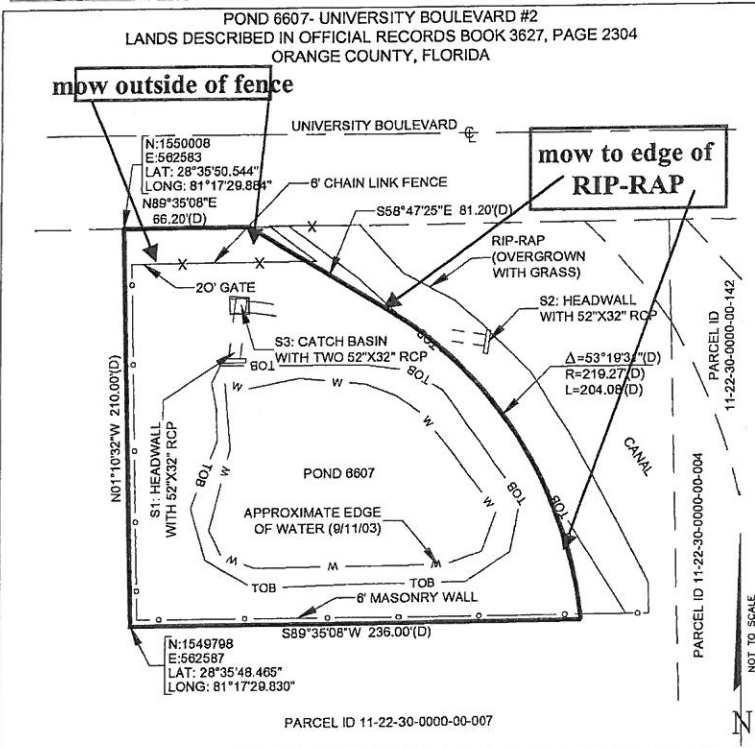 POND 6607- UNIVERSITY BOULEVARD #2
LANDS DESCRIBED IN OFFICIAL RECORDS BOOK 3627, PAGE 2304
ORANGE COUNTY, FLORIDA
mow outside of fence
UNIVERSITY BOULEVARD ℄
mow to edge of
RIP-RAP
N:1550008
E:562583
LAT: 28°35'50.544"
LONG: 81°17'29.884"
N89°35'08"E
66.20'(D)
6' CHAIN LINK FENCE
X
S58°47'25"E 81.20'(D)
RIP-RAP
(OVERGROWN
WITH GRASS)
X X
20' GATE
S2: HEADWALL
WITH 52"X32" RCP
S3: CATCH BASIN
WITH TWO 52"X32" RCP
TOB
TOB
TOB
Δ=53°19'3"(D)
R=219.27'(D)
L=204.08'(D)
PARCEL ID
11-22-30-0000-00-142
N01°10'32"W 210.00'(D)
S1: HEADWALL
WITH 52"X32" RCP
W W W W
W W
TOB
POND 6607
CANAL
TOB
TOB
APPROXIMATE EDGE
OF WATER (9/11/03)
W W W W
TOB TOB
6' MASONRY WALL
S89°35'08"W 236.00'(D)
PARCEL ID 11-22-30-0000-00-004
NOT TO SCALE
N:1549798
E:562587
LAT: 28°35'48.465"
LONG: 81°17'29.830"
PARCEL ID 11-22-30-0000-00-007
N